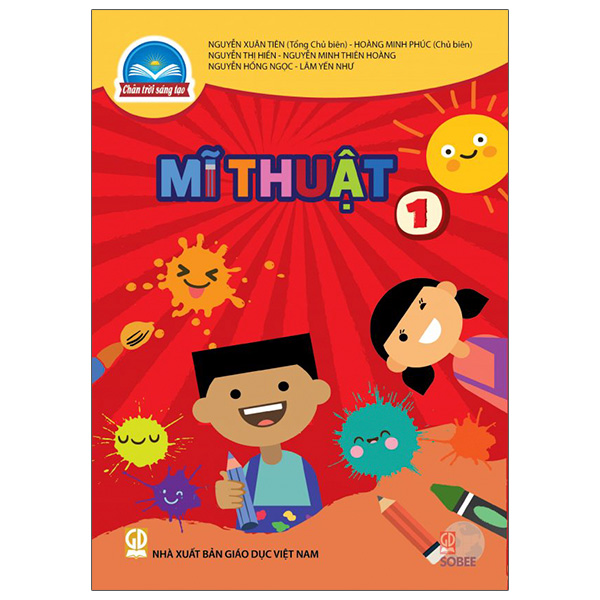 NGUYỄN XUÂN TIÊN (Tổng Chủ biên) - HOÀNG MINH PHÚC (Chủ biên)
NGUYỄN THỊ HIỀN - NGUYỄN MINH THIÊN HOÀNG
NGUYỄN HỒNG NGỌC - LÂM YẾN NHƯ
Chân trời sáng tạo
MĨ THUẬT
1
NHÀ XUẤT BẢN GIÁO DỤC VIỆT NAM
SOBEE